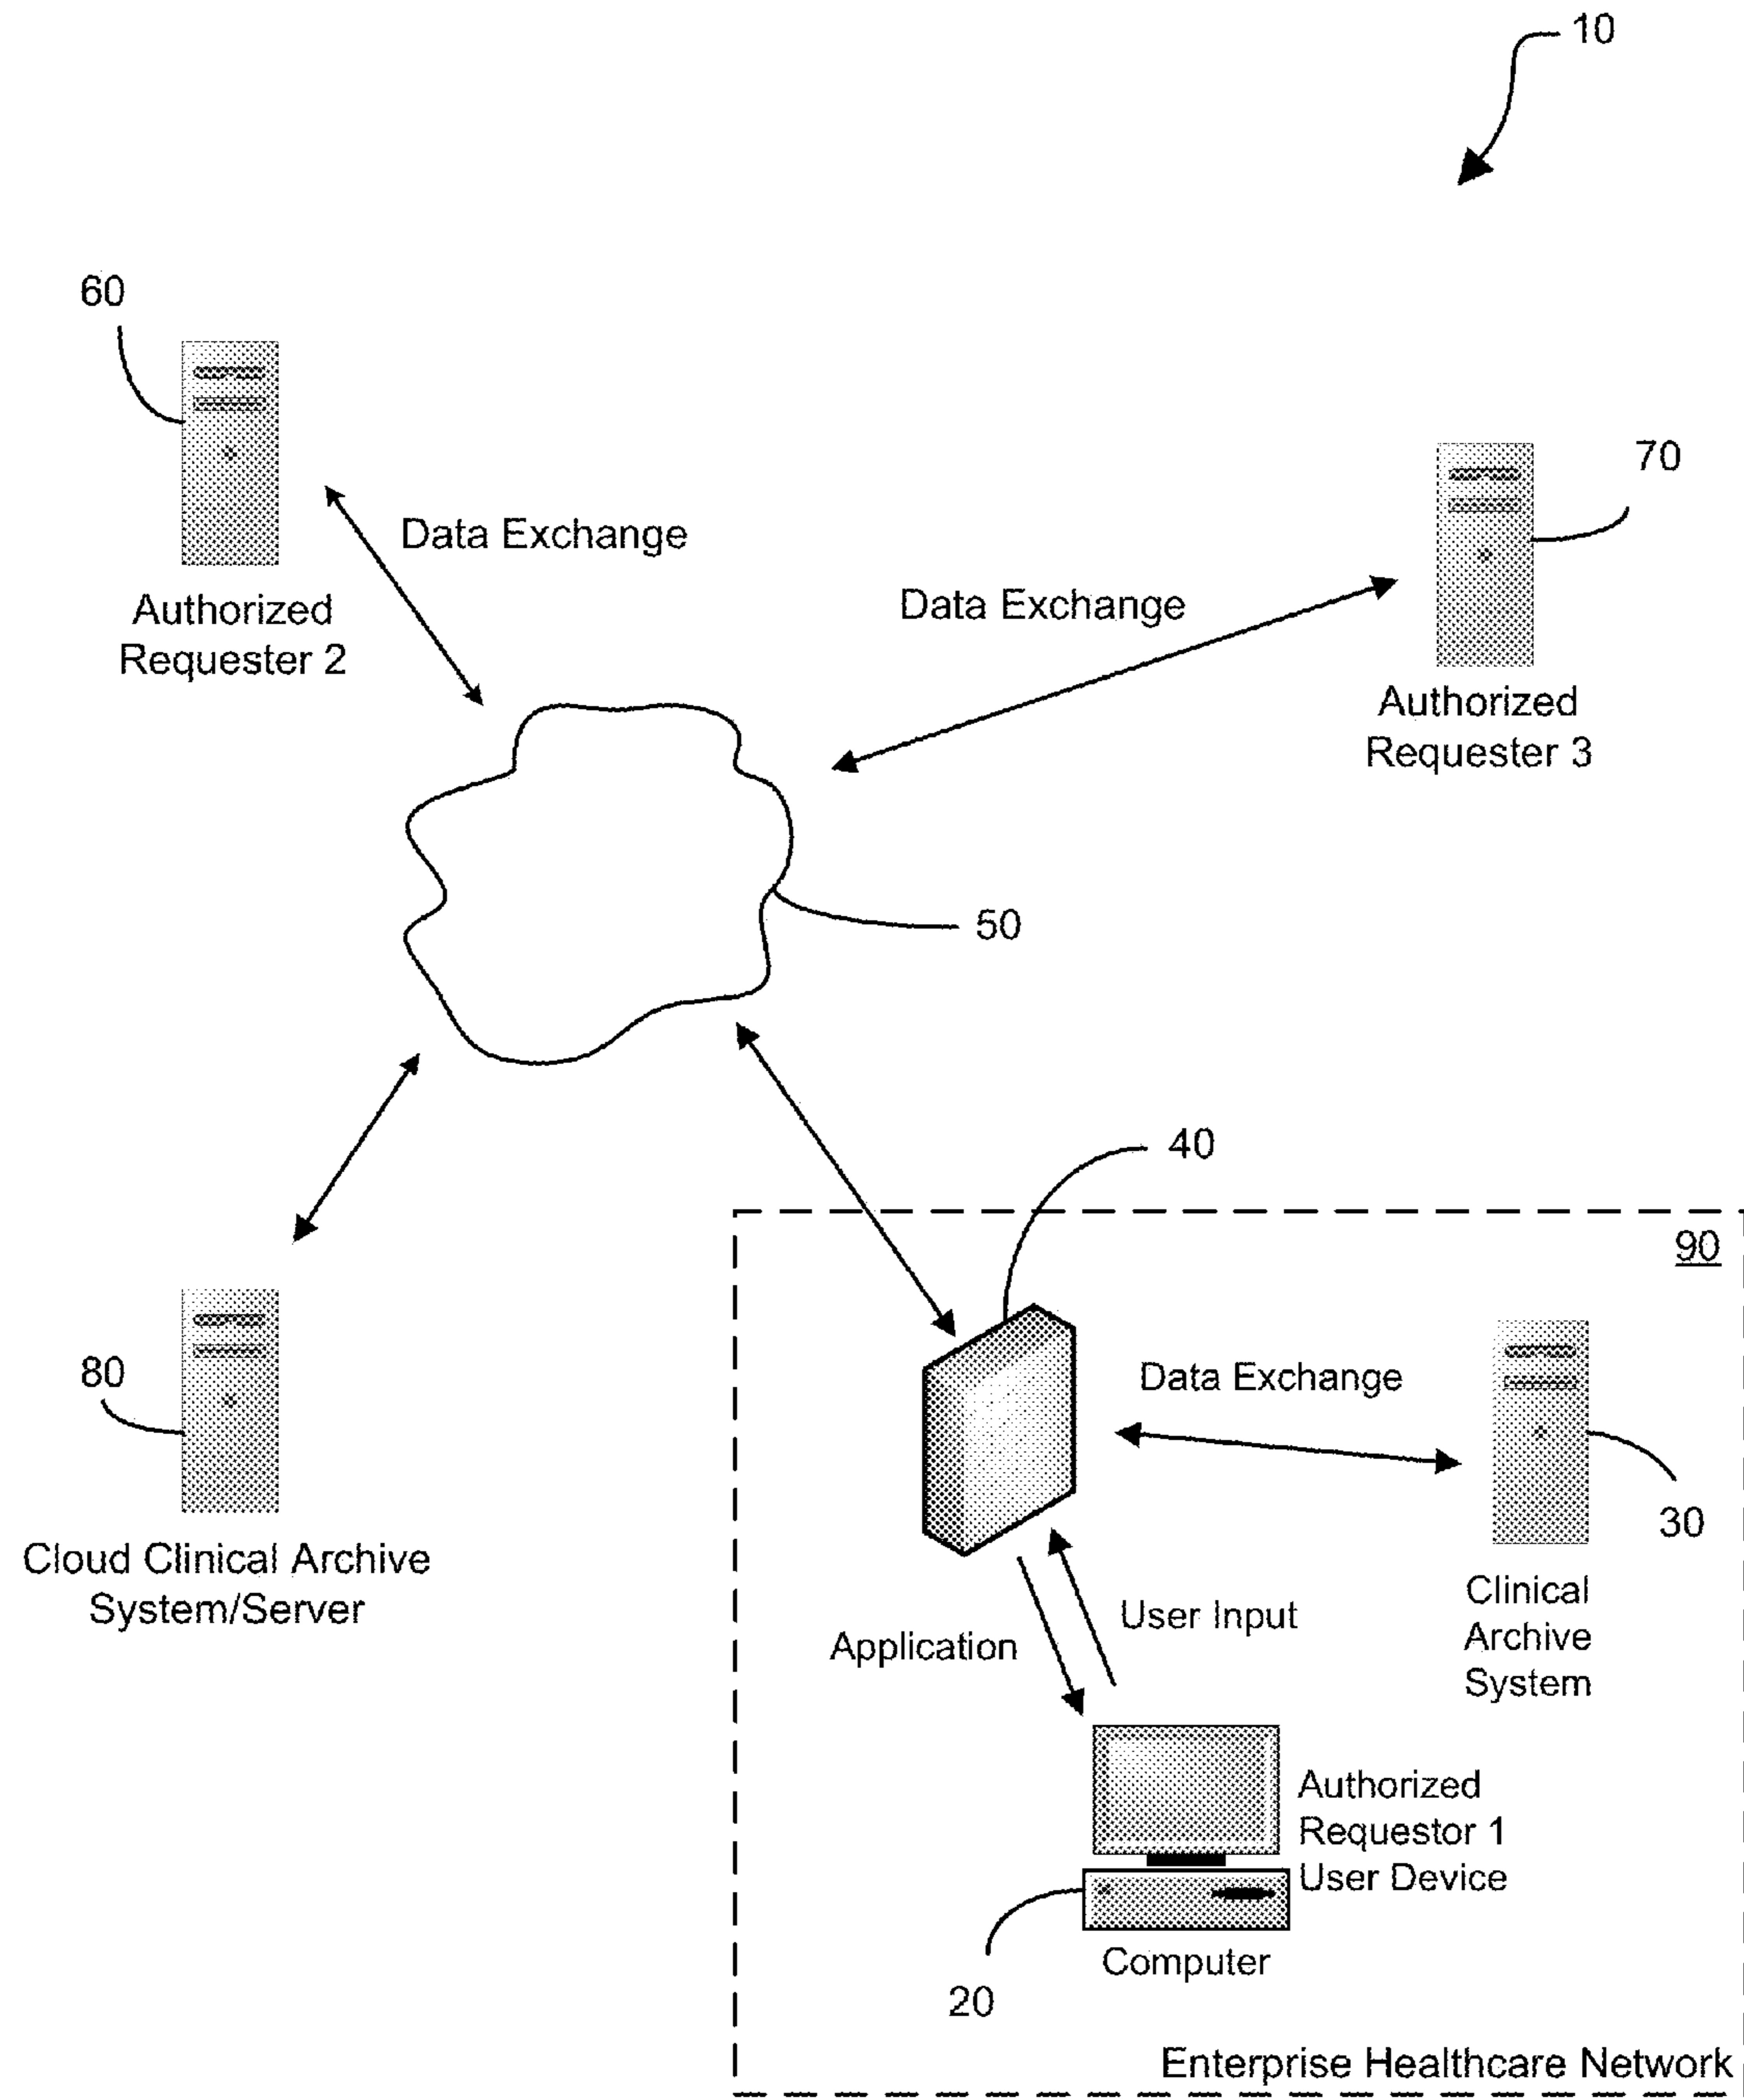 10
60
Data Exchange
70
Authorized
Requester 2
Data Exchange
Authorized
Requester 3
50
40
90
80
Data Exchange
30
Cloud Clinical Archive
System/Server
Clinical
Archive
System
User Input
Application
Authorized
Requestor 1
User Device
Computer
20
Enterprise Healthcare Network